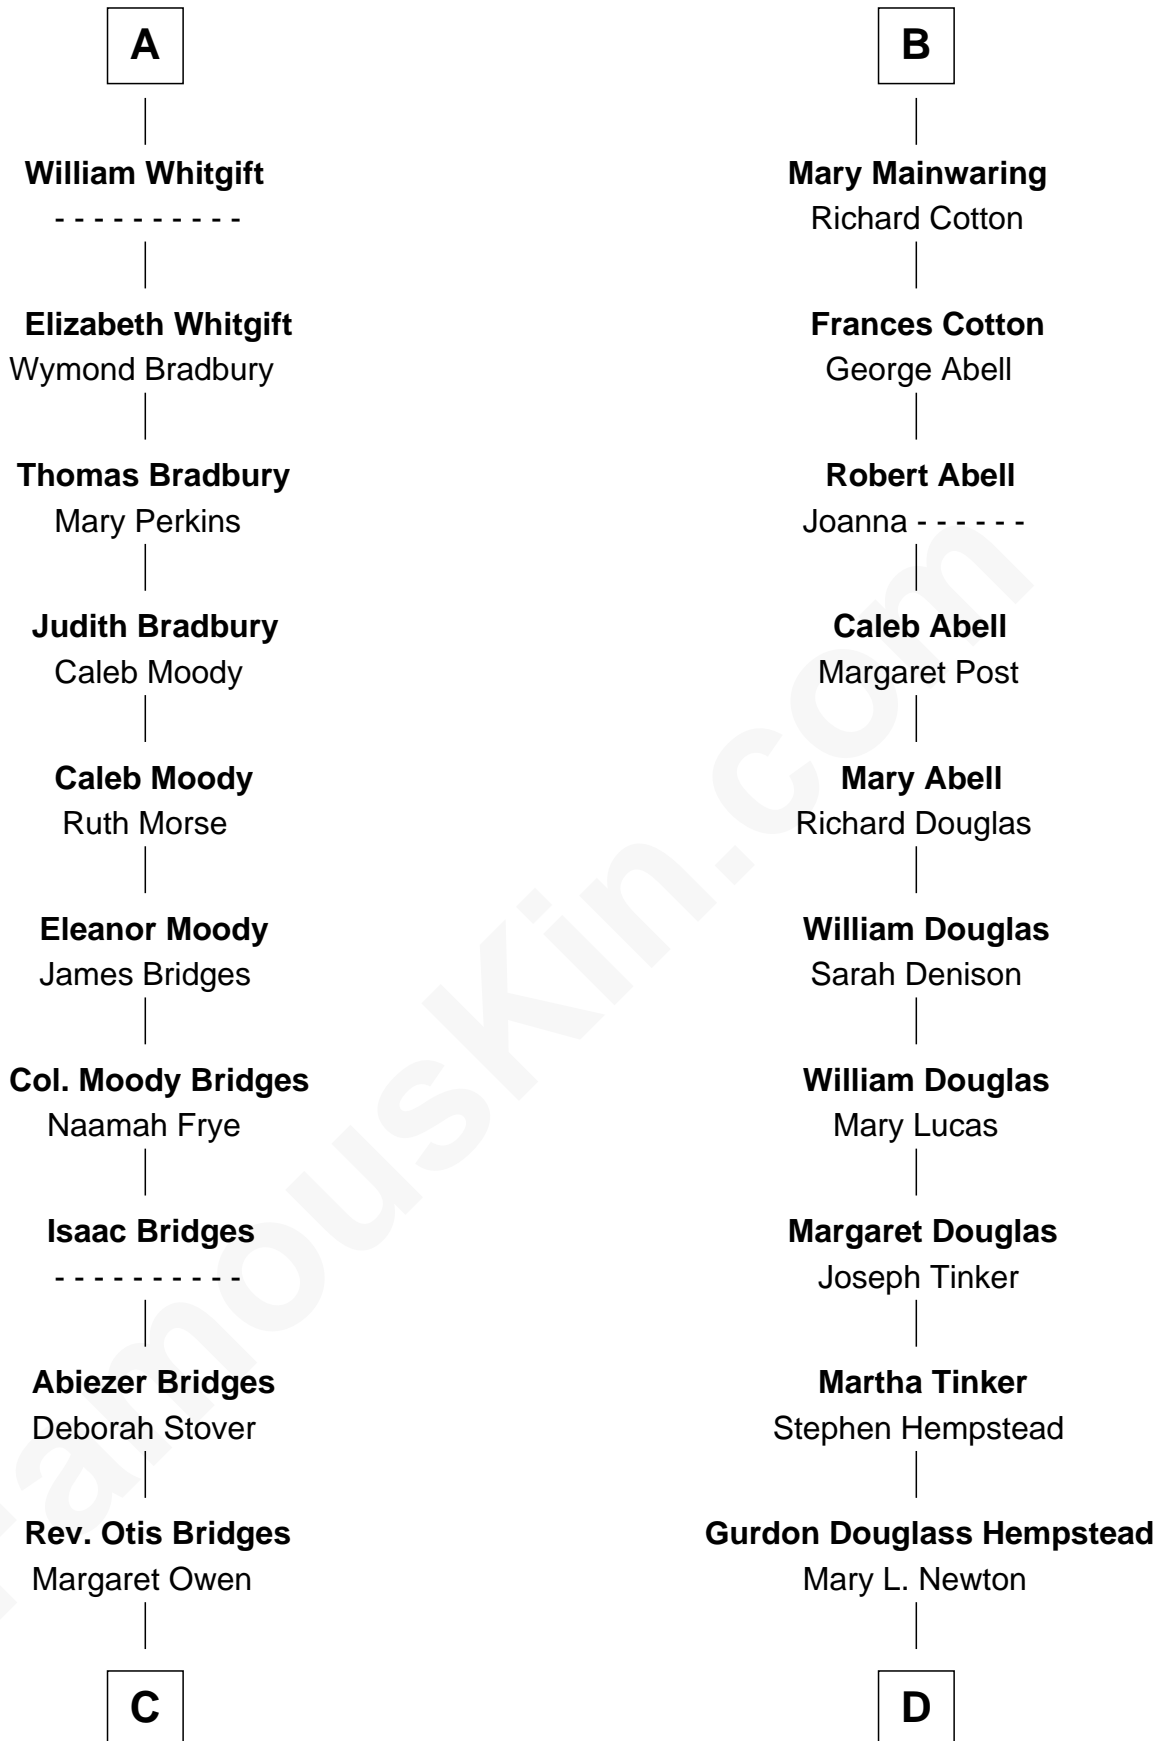 A
William Whitgift
- - - - - - - - - -
Elizabeth Whitgift
Wymond Bradbury
Thomas Bradbury
Mary Perkins
Judith Bradbury
Caleb Moody
Caleb Moody
Ruth Morse
Eleanor Moody
James Bridges
Col. Moody Bridges
Naamah Frye
Isaac Bridges
- - - - - - - - - -
Abiezer Bridges
Deborah Stover
Rev. Otis Bridges
Margaret Owen
C
B
Mary Mainwaring
Richard Cotton
Frances Cotton
George Abell
Robert Abell
Joanna - - - - - -
Caleb Abell
Margaret Post
Mary Abell
Richard Douglas
William Douglas
Sarah Denison
William Douglas
Mary Lucas
Margaret Douglas
Joseph Tinker
Martha Tinker
Stephen Hempstead
Gurdon Douglass Hempstead
Mary L. Newton
D
FamousKin.com